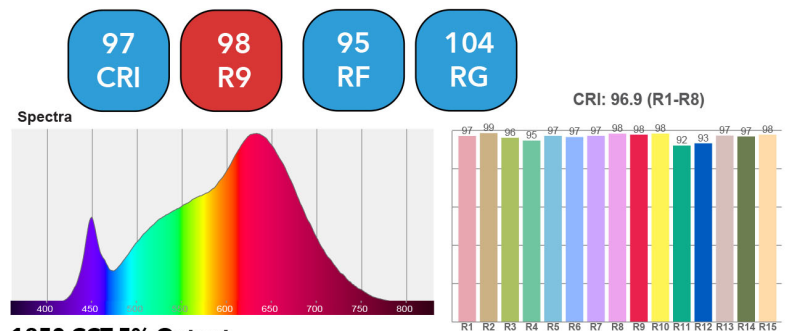 97
CRI
98
R9
95
RF
104
RG
Spectra
400 450 500 550 600 650 700 750 800
CRI: 96.9 (R1-R8)
97 99 96 95 97 97 97 98 98 98 92 93 97 97 98
R1 R2 R3 R4 R5 R6 R7 R8 R9 R10 R11 R12 R13 R14 R15